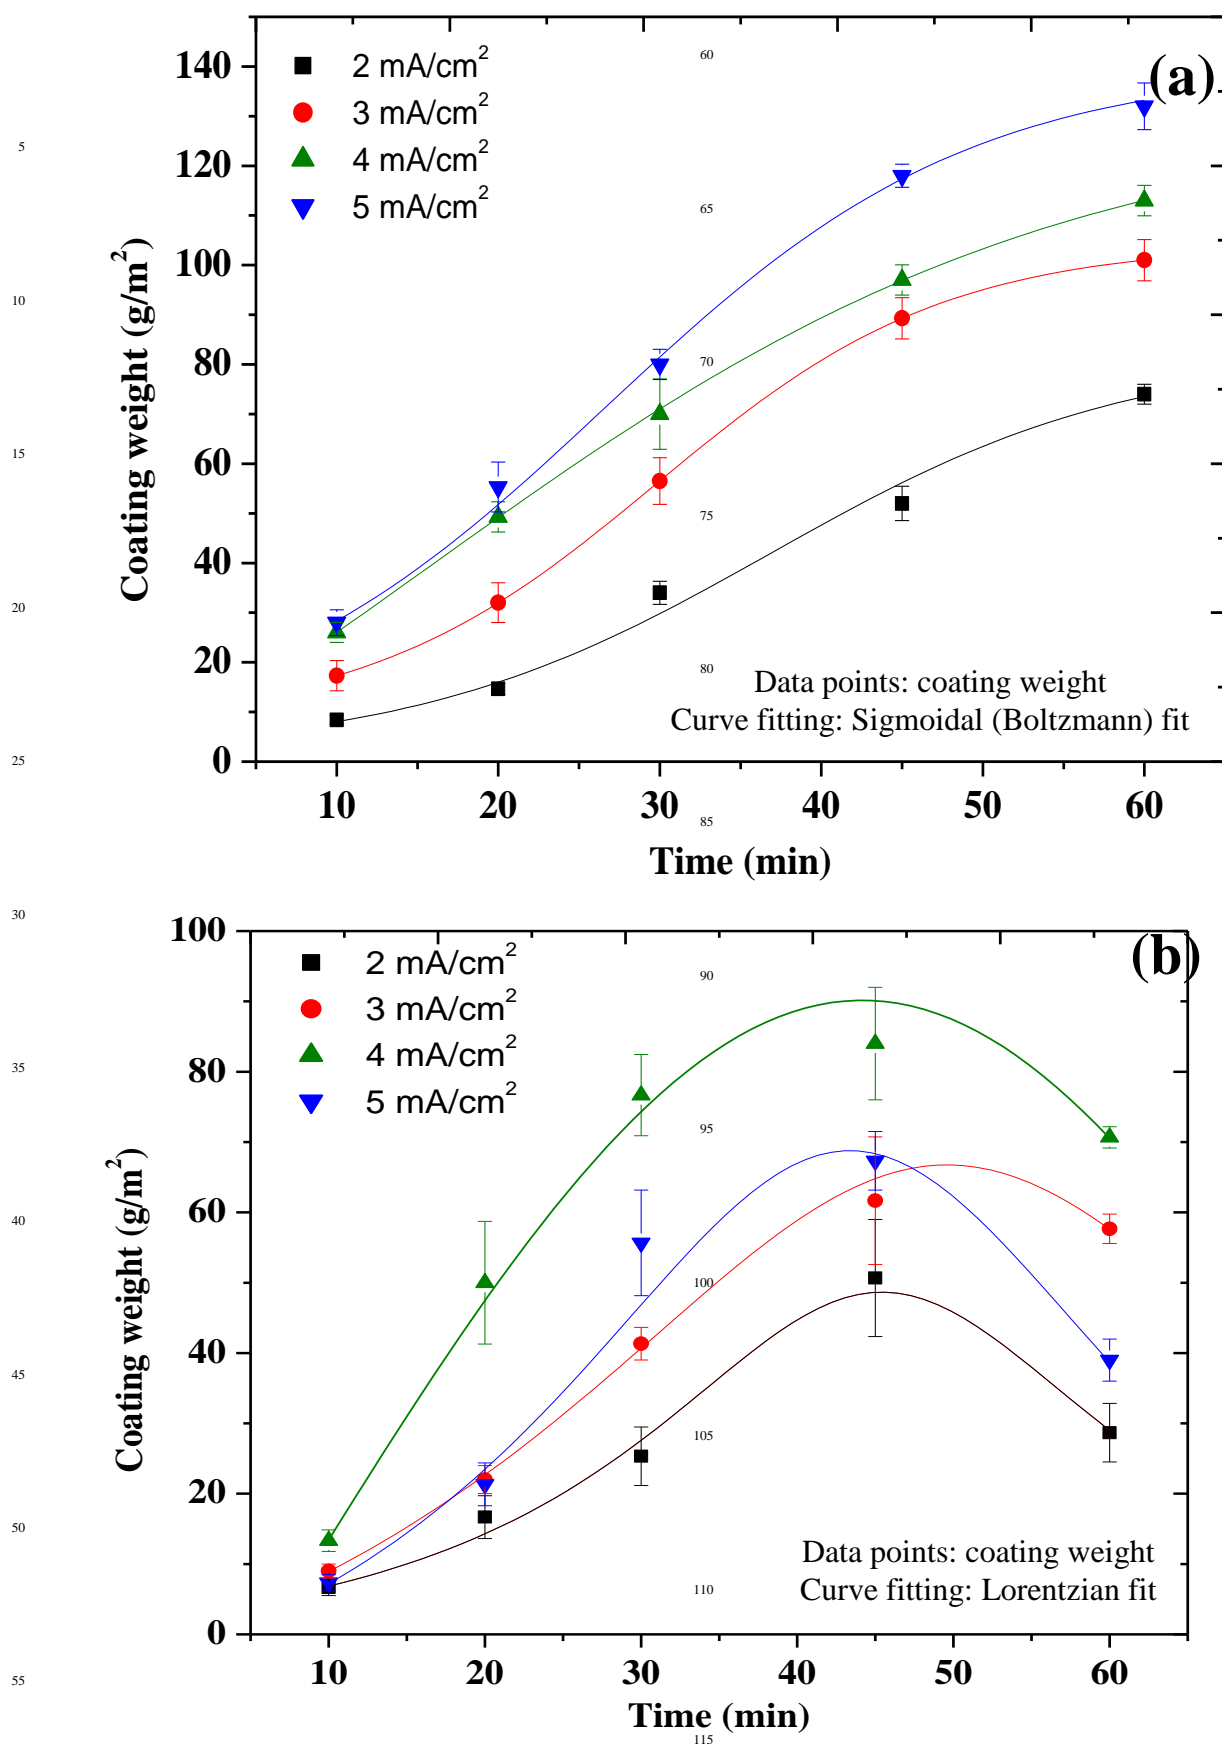 (a)
2 mA/cm²
3 mA/cm²
4 mA/cm²
5 mA/cm²
140
120
100
80
60
40
20
0
Coating weight (g/m²)
Data points: coating weight
Curve fitting: Sigmoidal (Boltzmann) fit
10 20 30 40 50 60
Time (min)
(b)
2 mA/cm²
3 mA/cm²
4 mA/cm²
5 mA/cm²
100
80
60
40
20
0
Coating weight (g/m²)
Data points: coating weight
Curve fitting: Lorentzian fit
10 20 30 40 50 60
Time (min)
5
10
15
20
25
30
35
40
45
50
55
60
65
70
75
80
85
90
95
100
105
110
115